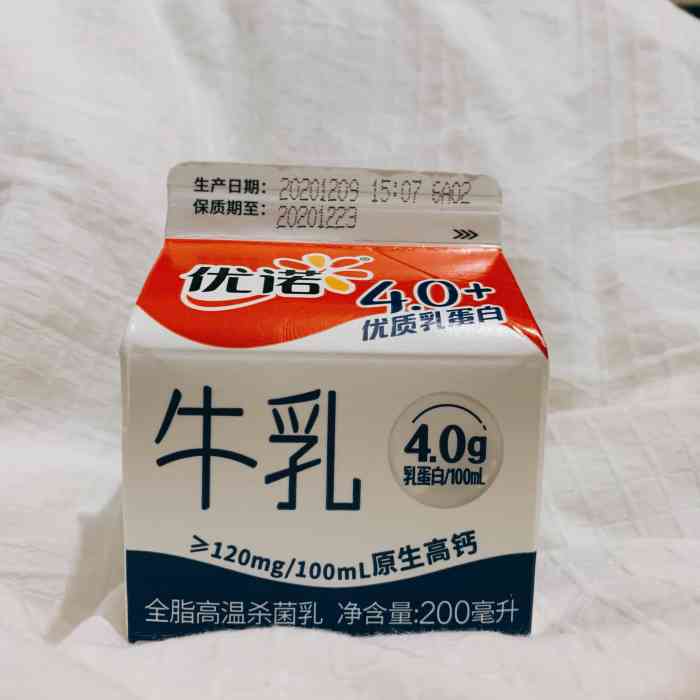 生产日期: 20201209 15:07 6A02
保质期至: 20201223
>>>
优诺
4.0+
优质乳蛋白
牛乳
4.0g
乳蛋白/100mL
≥120mg/100mL原生高钙
全脂高温杀菌乳 净含量:200毫升